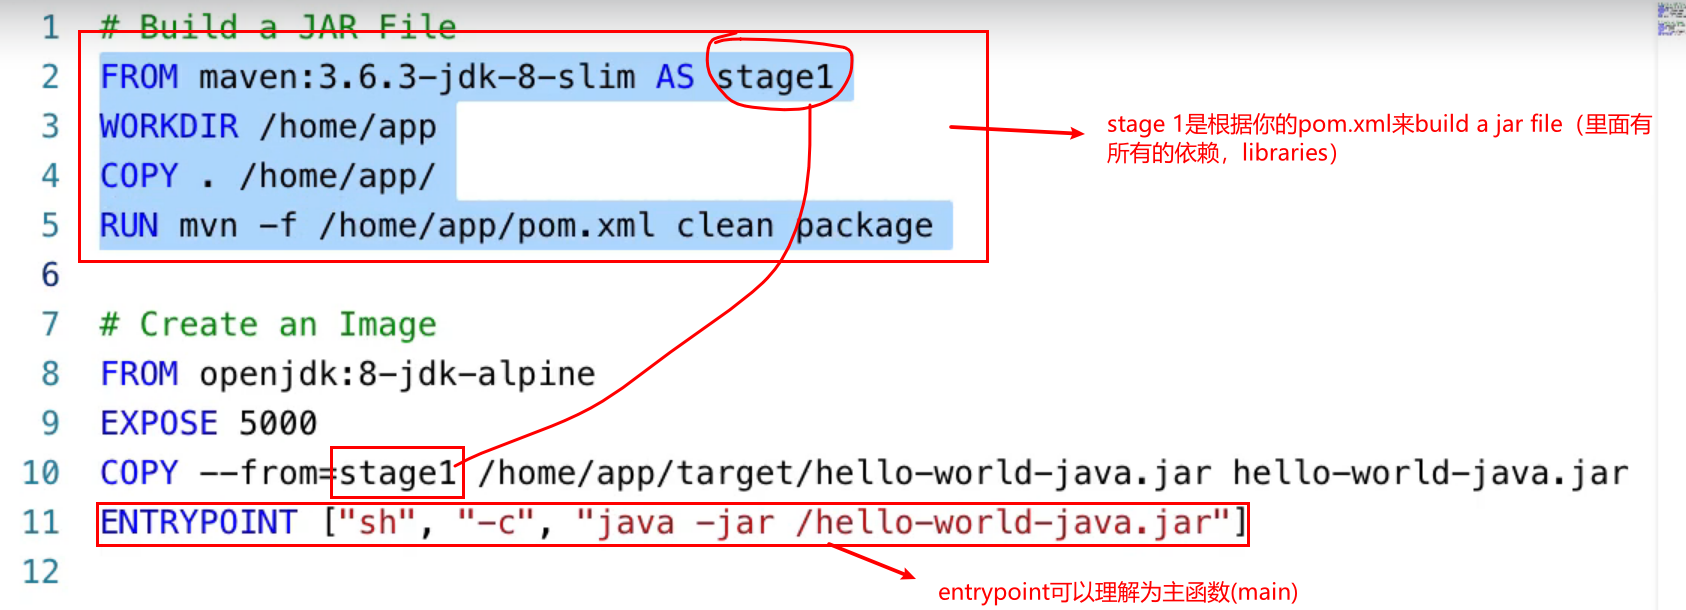 1 # Build a JAR File
2 FROM maven:3.6.3-jdk-8-slim AS stage1
3 WORKDIR /home/app
4 COPY . /home/app/
5 RUN mvn -f /home/app/pom.xml clean package
stage 1是根据你的pom.xml来build a jar file（里面有
所有的依赖，libraries）
6
7 # Create an Image
8 FROM openjdk:8-jdk-alpine
9 EXPOSE 5000
10 COPY --from=stage1 /home/app/target/hello-world-java.jar hello-world-java.jar
11 ENTRYPOINT ["sh", "-c", "java -jar /hello-world-java.jar"]
12
entrypoint可以理解为主函数(main)